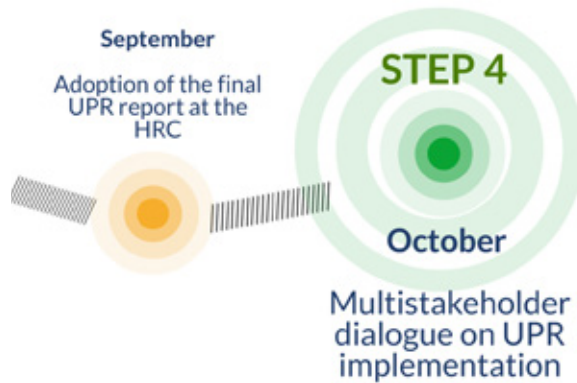 September
Adoption of the final
UPR report at the
HRC
STEP 4
October
Multistakeholder
dialogue on UPR
implementation